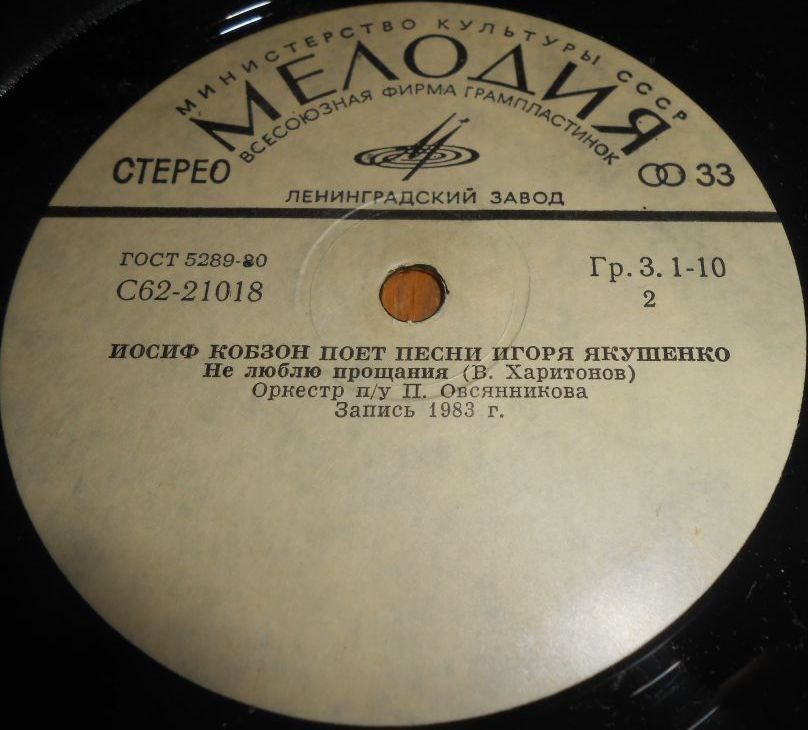 МИНИСТЕРСТВО КУЛЬТУРЫ СССР
МЕЛОДИЯ
ВСЕСОЮЗНАЯ ФИРМА ГРАМПЛАСТИНОК
СТЕРЕО
33
ЛЕНИНГРАДСКИЙ ЗАВОД
ГОСТ 5289-80
С62-21018
Гр. 3. 1-10
2
ИОСИФ КОБЗОН ПОЕТ ПЕСНИ ИГОРЯ ЯКУШЕНКО
Не люблю прощания (В. Харитонов)
Оркестр п/у П. Овсянникова
Запись 1983 г.